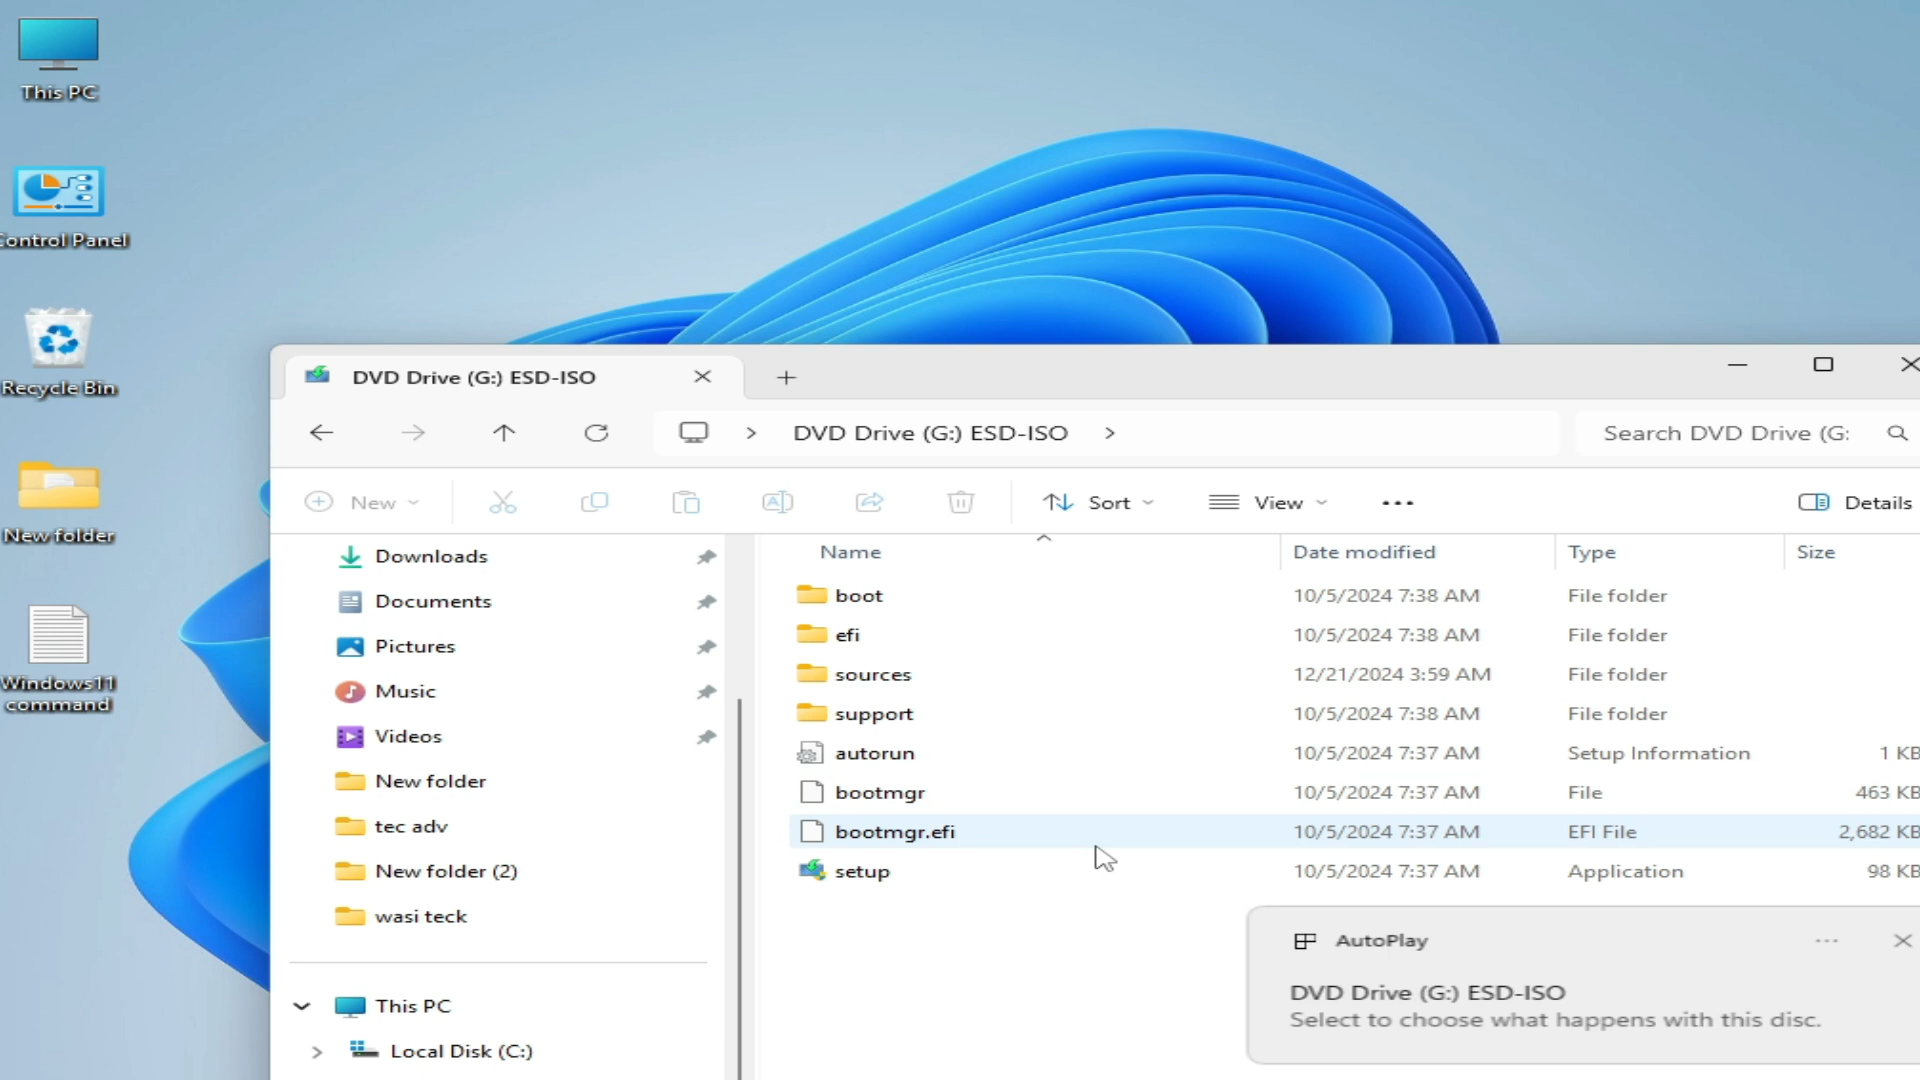 This PC
Control Panel
Recycle Bin
New folder
Windows11
command
DVD Drive (G:) ESD-ISO
DVD Drive (G:) ESD-ISO
Search DVD Drive (G:
New
Sort
View
Details
Downloads
Documents
Pictures
Music
Videos
New folder
tec adv
New folder (2)
wasi teck
This PC
Local Disk (C:)
Name Date modified Type Size
boot 10/5/2024 7:38 AM File folder
efi 10/5/2024 7:38 AM File folder
sources 12/21/2024 3:59 AM File folder
support 10/5/2024 7:38 AM File folder
autorun 10/5/2024 7:37 AM Setup Information 1 KB
bootmgr 10/5/2024 7:37 AM File 463 KB
bootmgr.efi 10/5/2024 7:37 AM EFI File 2,682 KB
setup 10/5/2024 7:37 AM Application 98 KB
AutoPlay
DVD Drive (G:) ESD-ISO
Select to choose what happens with this disc.